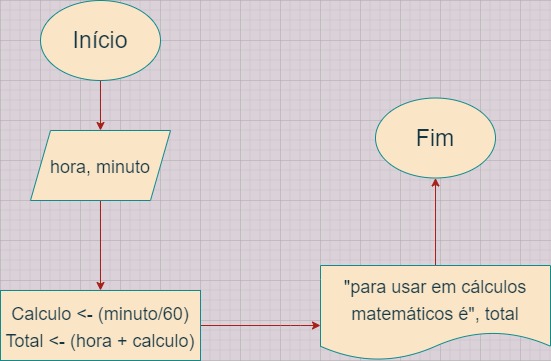 Início
hora, minuto
Calculo <- (minuto/60)
Total <- (hora + calculo)
"para usar em cálculos
matemáticos é", total
Fim